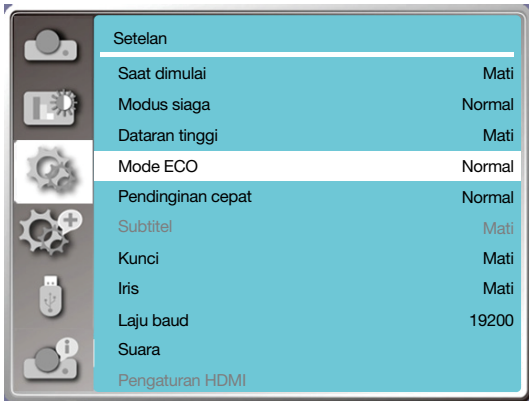 Setelan
Saat dimulai Mati
Modus siaga Normal
Dataran tinggi Mati
Mode ECO Normal
Pendinginan cepat Normal
Subtitel Mati
Kunci Mati
Iris Mati
Laju baud 19200
Suara
Pengaturan HDMI